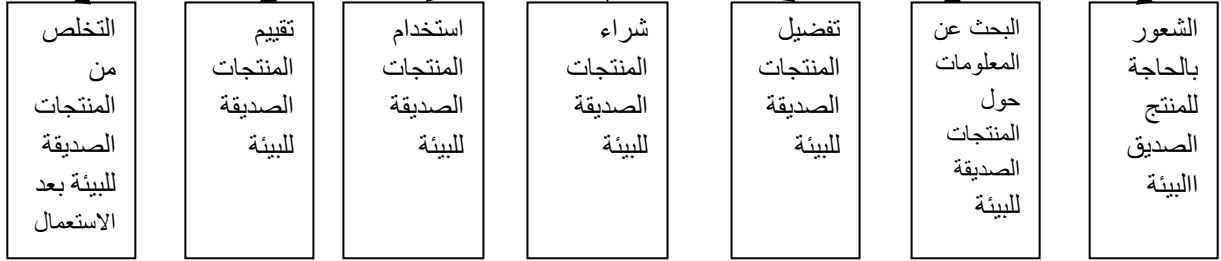 الشعور
بالحاجة
للمنتج
الصديق
االبيئة
البحث عن
المعلومات
حول
المنتجات
الصديقة
للبيئة
تفضيل
المنتجات
الصديقة
للبيئة
شراء
المنتجات
الصديقة
للبيئة
استخدام
المنتجات
الصديقة
للبيئة
تقييم
المنتجات
الصديقة
للبيئة
التخلص
من
المنتجات
الصديقة
للبيئة بعد
الاستعمال